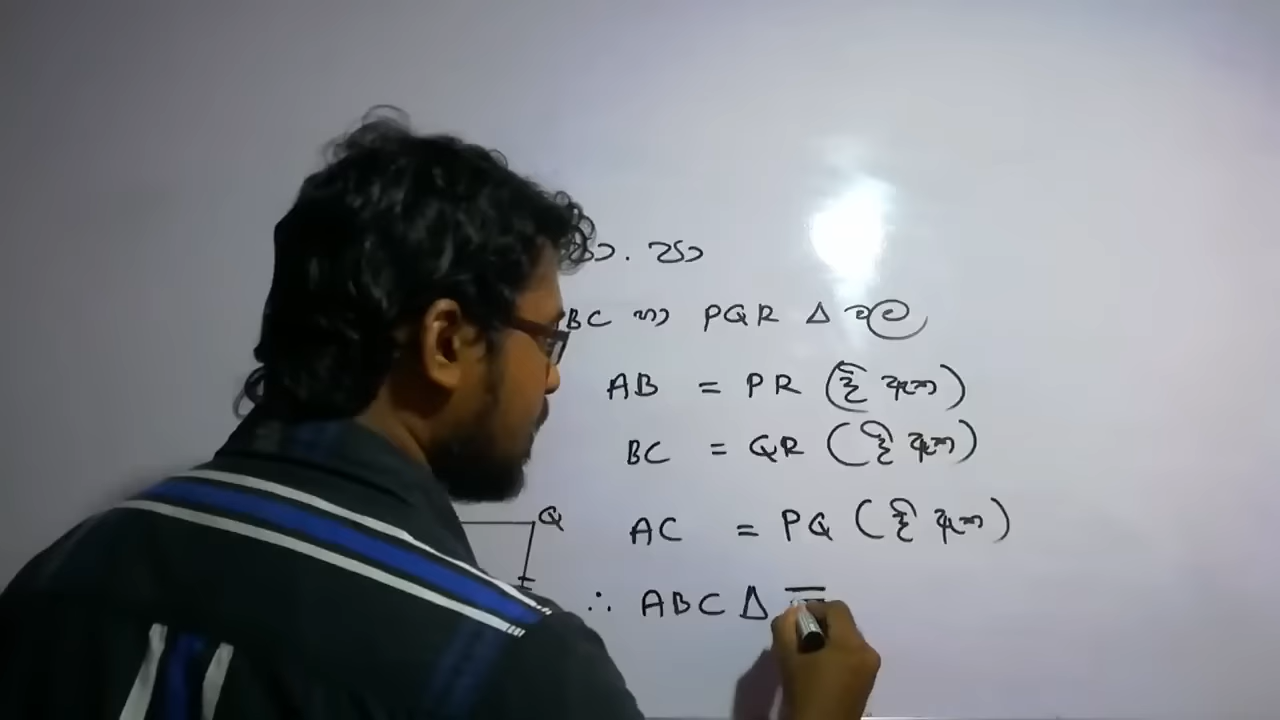 පා . පා
BC හා PQR Δ වල
AB = PR (දී ඇත)
BC = QR (දී ඇත)
Q
AC = PQ (දී ඇත)
∴ ABC Δ